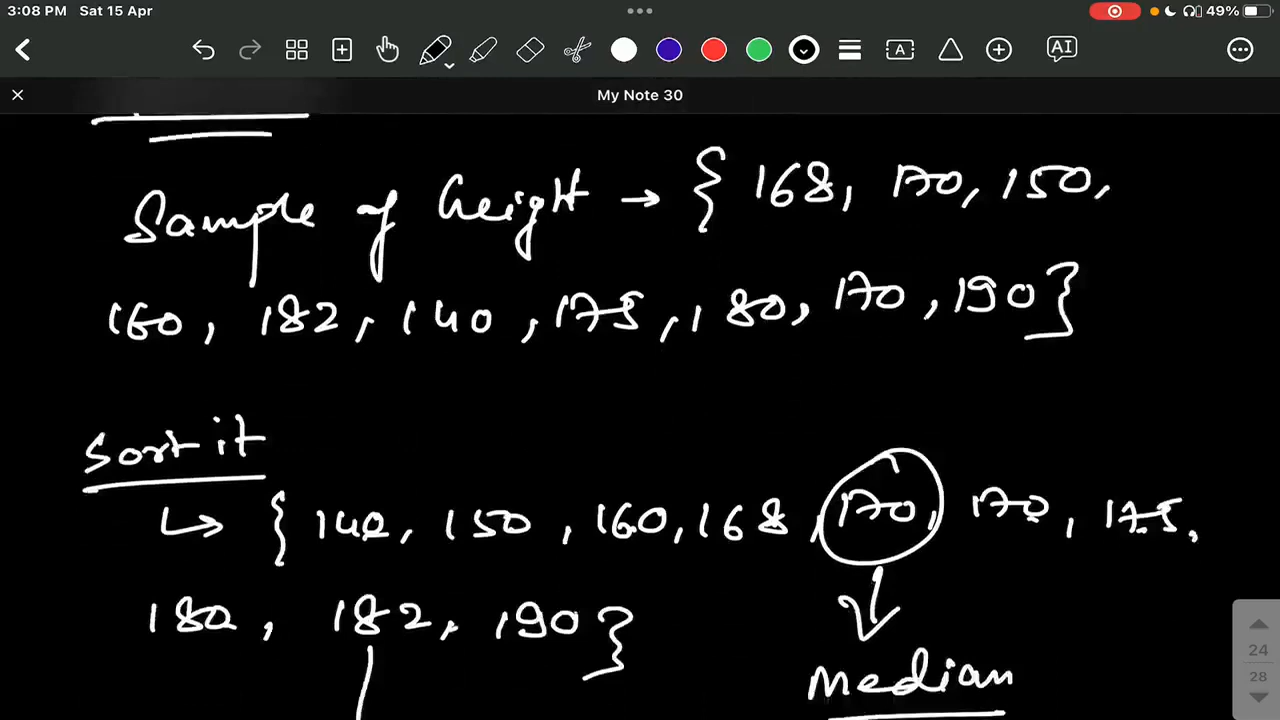 3:08 PM Sat 15 Apr
49%
A
AI
My Note 30
Sample of height → { 168, 170, 150,
160, 182, 140, 175, 180, 170, 190 }
Sort it
↳ { 140, 150, 160, 168, 170, 170, 175,
180, 182, 190 }
Median
24
28